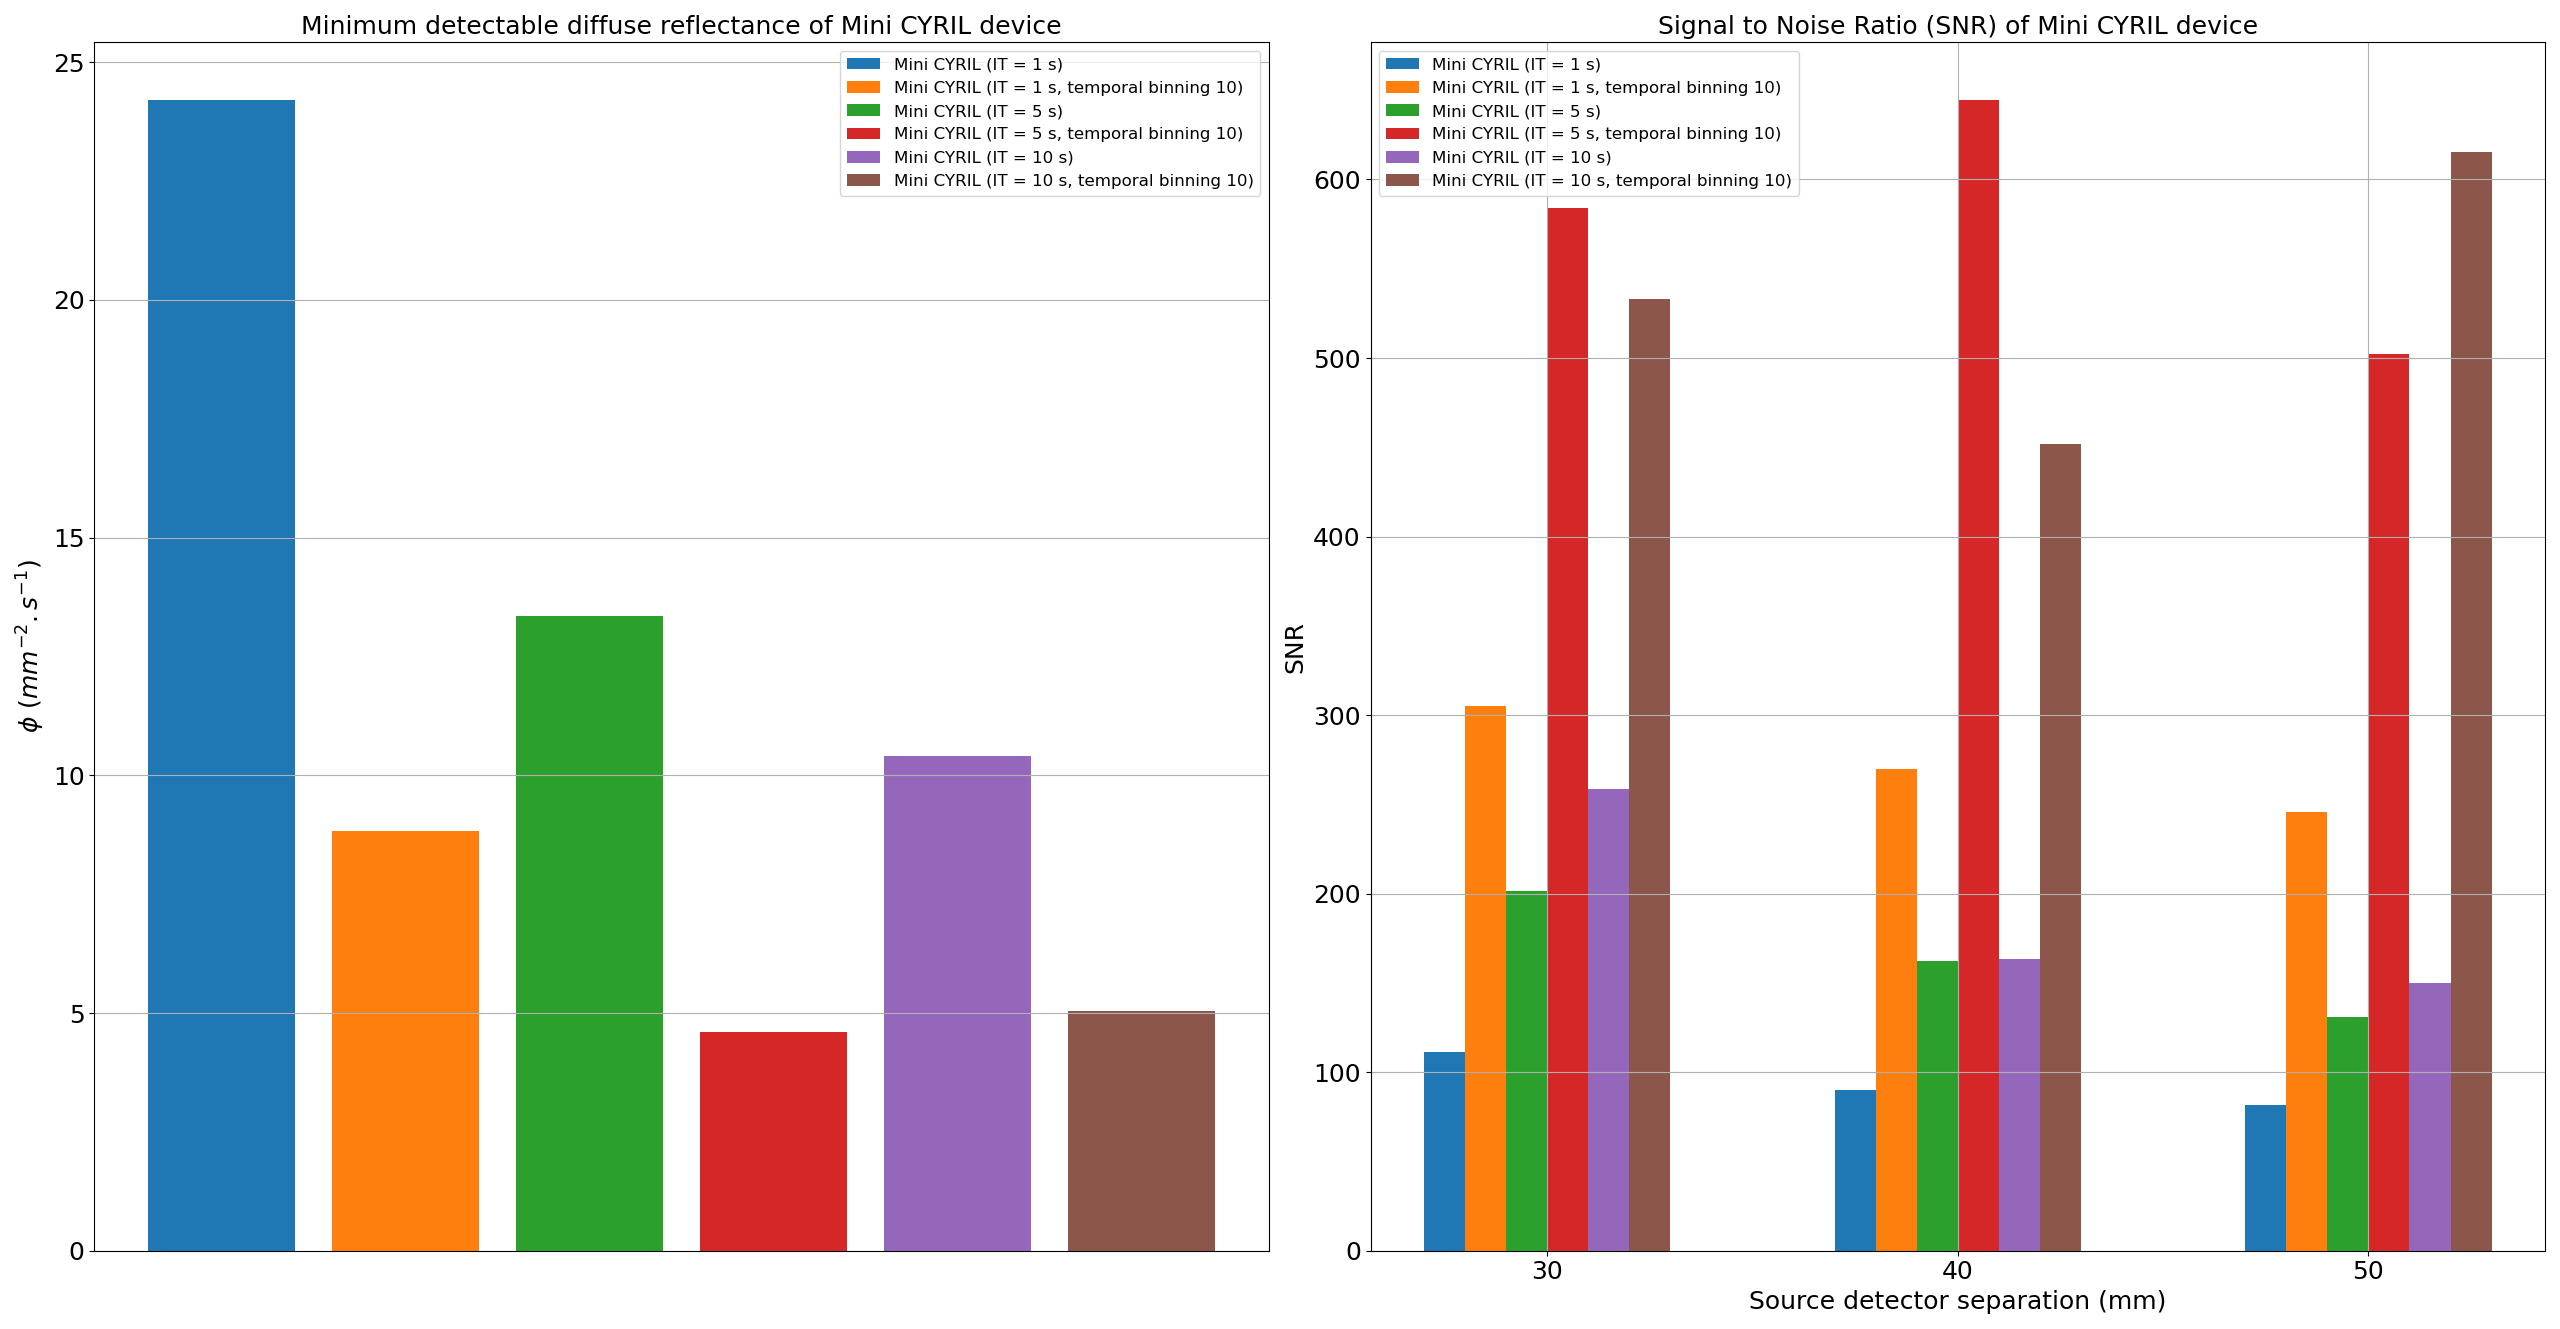 Minimum detectable diffuse reflectance of Mini CYRIL device
25
20
15
10
5
0
ϕ (mm⁻².s⁻¹)
Mini CYRIL (IT = 1 s)
Mini CYRIL (IT = 1 s, temporal binning 10)
Mini CYRIL (IT = 5 s)
Mini CYRIL (IT = 5 s, temporal binning 10)
Mini CYRIL (IT = 10 s)
Mini CYRIL (IT = 10 s, temporal binning 10)
Signal to Noise Ratio (SNR) of Mini CYRIL device
Mini CYRIL (IT = 1 s)
Mini CYRIL (IT = 1 s, temporal binning 10)
Mini CYRIL (IT = 5 s)
Mini CYRIL (IT = 5 s, temporal binning 10)
Mini CYRIL (IT = 10 s)
Mini CYRIL (IT = 10 s, temporal binning 10)
600
500
400
300
200
100
0
SNR
30 40 50
Source detector separation (mm)